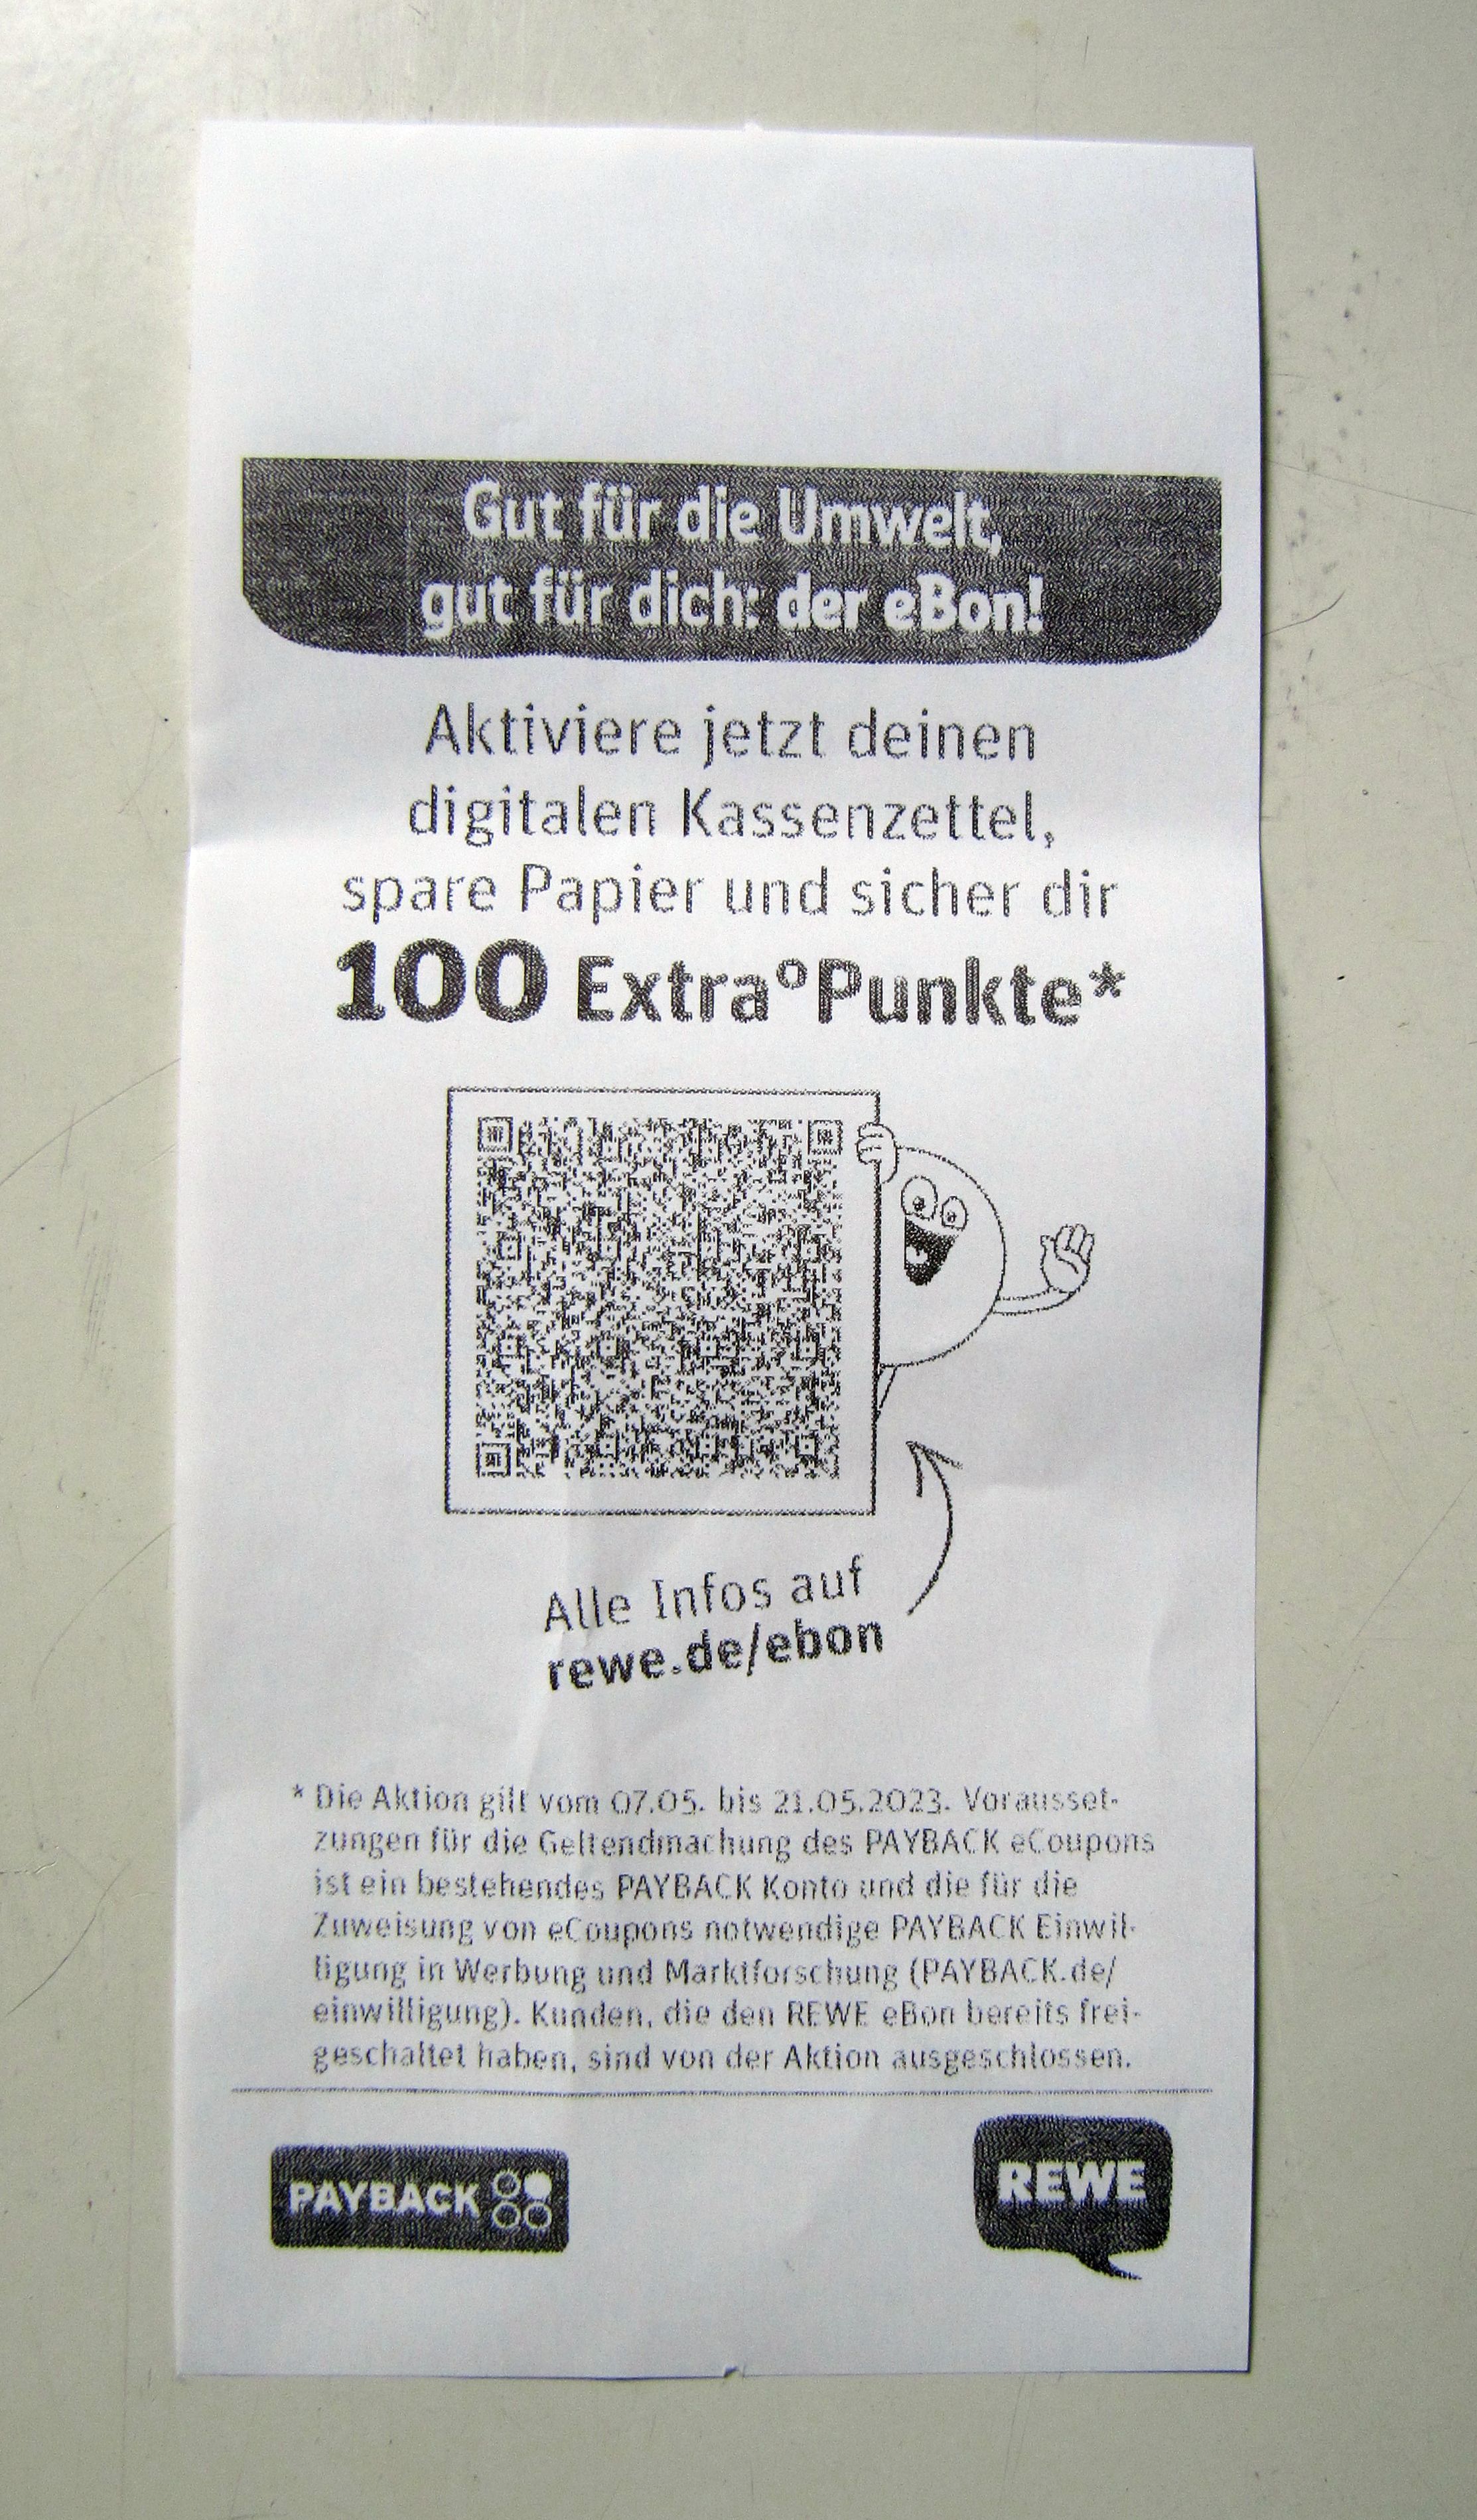 Gut für die Umwelt,
gut für dich: der eBon!
Aktiviere jetzt deinen
digitalen Kassenzettel,
spare Papier und sicher dir
100 Extra°Punkte*
Alle Infos auf
rewe.de/ebon
* Die Aktion gilt vom 07.05. bis 21.05.2023. Vorausset-
zungen für die Geltendmachung des PAYBACK eCoupons
ist ein bestehendes PAYBACK Konto und die für die
Zuweisung von eCoupons notwendige PAYBACK Einwil-
ligung in Werbung und Marktforschung (PAYBACK.de/
einwilligung). Kunden, die den REWE eBon bereits frei-
geschaltet haben, sind von der Aktion ausgeschlossen.
PAYBACK
REWE